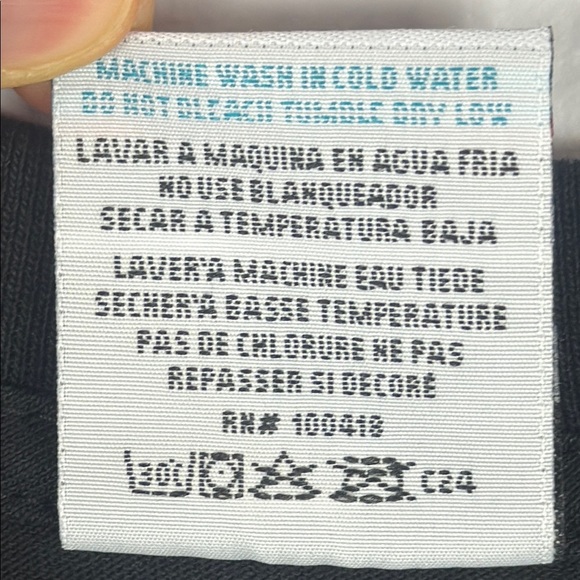 MACHINE WASH IN COLD WATER
DO NOT BLEACH TUMBLE DRY LOW
LAVAR A MAQUINA EN AGUA FRIA
NO USE BLANQUEADOR
SECAR A TEMPERATURA BAJA
LAVER'A MACHINE EAU TIEDE
SECHER'A BASSE TEMPERATURE
PAS DE CHLORURE NE PAS
REPASSER SI DECORÉ
RN# 100418
30°C C24